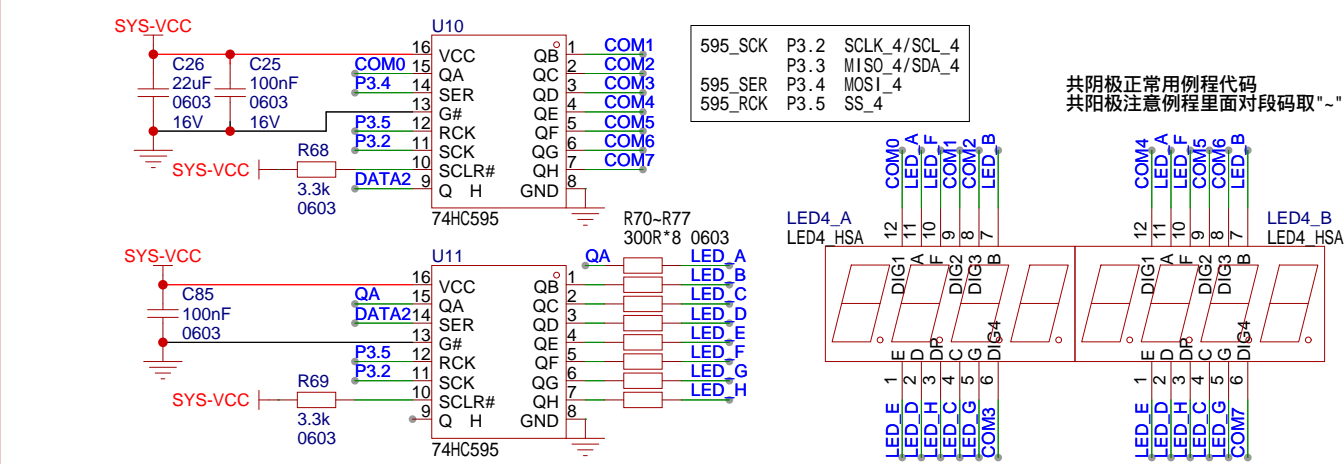 SYS-VCC
C26
22uF
0603
16V
C25
100nF
0603
16V
SYS-VCC
R68
3.3k
0603
COM0
P3.4
P3.5
P3.2
DATA2
U10
16 VCC QB 1 COM1
15 QA QC 2 COM2
14 SER QD 3 COM3
13 G# QE 4 COM4
12 RCK QF 5 COM5
11 SCK QG 6 COM6
10 SCLR# QH 7 COM7
9 Q H GND 8
74HC595
595_SCK P3.2 SCLK_4/SCL_4
P3.3 MISO_4/SDA_4
595_SER P3.4 MOSI_4
595_RCK P3.5 SS_4
共阴极正常用例程代码
共阳极注意例程里面对段码取"~"
SYS-VCC
C85
100nF
0603
SYS-VCC
R69
3.3k
0603
QA
DATA2
P3.5
P3.2
U11
16 VCC QB 1
15 QA QC 2
14 SER QD 3
13 G# QE 4
12 RCK QF 5
11 SCK QG 6
10 SCLR# QH 7
9 Q H GND 8
74HC595
R70~R77
300R*8 0603
QA LED_A
LED_B
LED_C
LED_D
LED_E
LED_F
LED_G
LED_H
LED4_A
LED4_HSA
COM0 LED_A LED_F COM1 COM2 LED_B
12 11 10 9 8 7
DIG1 A F DIG2 DIG3 B
E D DP C G DIG4
1 2 3 4 5 6
LED_E LED_D LED_H LED_C LED_G COM3
LED4_B
LED4_HSA
COM4 LED_A LED_F COM5 COM6 LED_B
12 11 10 9 8 7
DIG1 A F DIG2 DIG3 B
E D DP C G DIG4
1 2 3 4 5 6
LED_E LED_D LED_H LED_C LED_G COM7